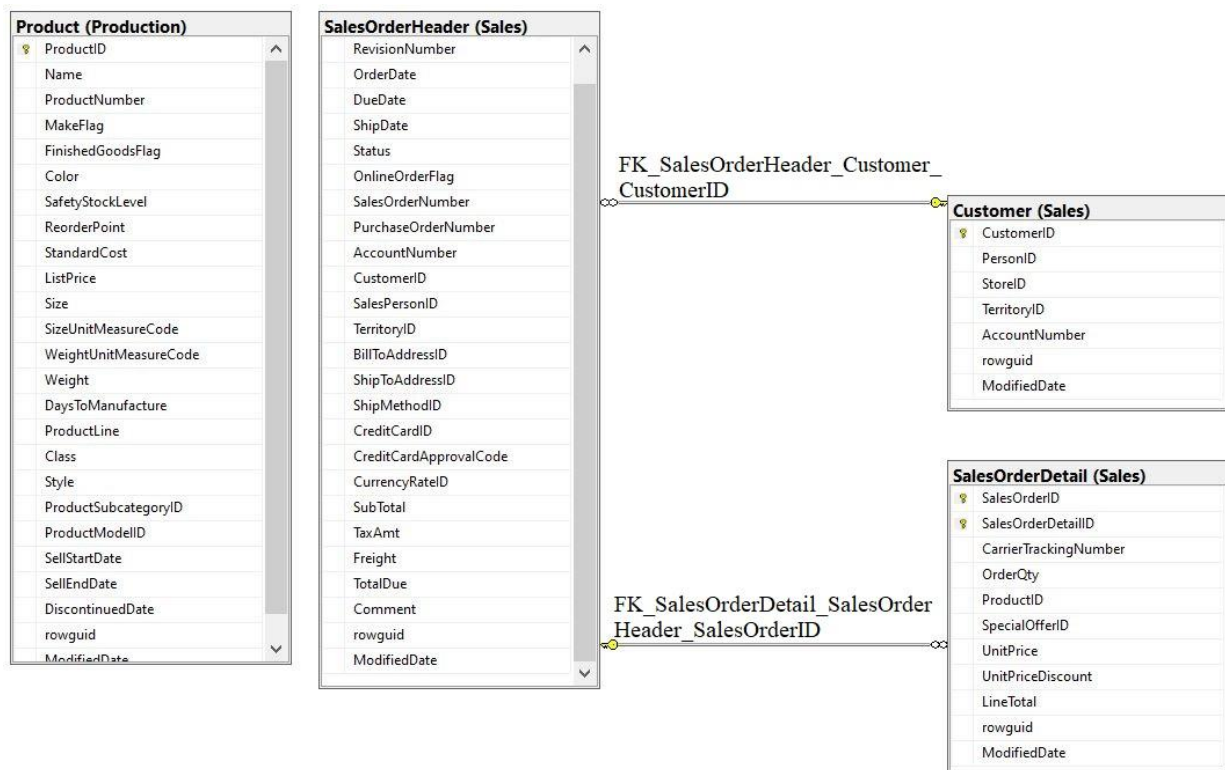 Product (Production)
ProductID
Name
ProductNumber
MakeFlag
FinishedGoodsFlag
Color
SafetyStockLevel
ReorderPoint
StandardCost
ListPrice
Size
SizeUnitMeasureCode
WeightUnitMeasureCode
Weight
DaysToManufacture
ProductLine
Class
Style
ProductSubcategoryID
ProductModelID
SellStartDate
SellEndDate
DiscontinuedDate
rowguid
ModifiedDate
SalesOrderHeader (Sales)
RevisionNumber
OrderDate
DueDate
ShipDate
Status
OnlineOrderFlag
SalesOrderNumber
PurchaseOrderNumber
AccountNumber
CustomerID
SalesPersonID
TerritoryID
BillToAddressID
ShipToAddressID
ShipMethodID
CreditCardID
CreditCardApprovalCode
CurrencyRateID
SubTotal
TaxAmt
Freight
TotalDue
Comment
rowguid
ModifiedDate
FK_SalesOrderHeader_Customer_
CustomerID
Customer (Sales)
CustomerID
PersonID
StoreID
TerritoryID
AccountNumber
rowguid
ModifiedDate
FK_SalesOrderDetail_SalesOrder
Header_SalesOrderID
SalesOrderDetail (Sales)
SalesOrderID
SalesOrderDetailID
CarrierTrackingNumber
OrderQty
ProductID
SpecialOfferID
UnitPrice
UnitPriceDiscount
LineTotal
rowguid
ModifiedDate